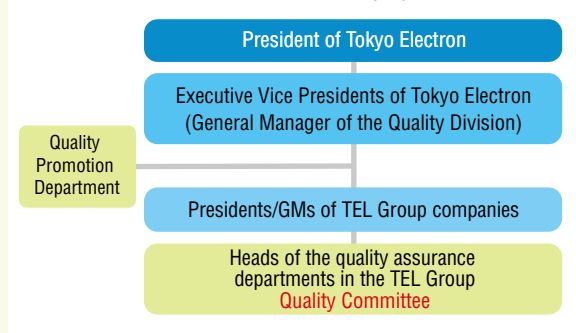 President of Tokyo Electron
Executive Vice Presidents of Tokyo Electron
(General Manager of the Quality Division)
Quality
Promotion
Department
Presidents/GMs of TEL Group companies
Heads of the quality assurance
departments in the TEL Group
Quality Committee